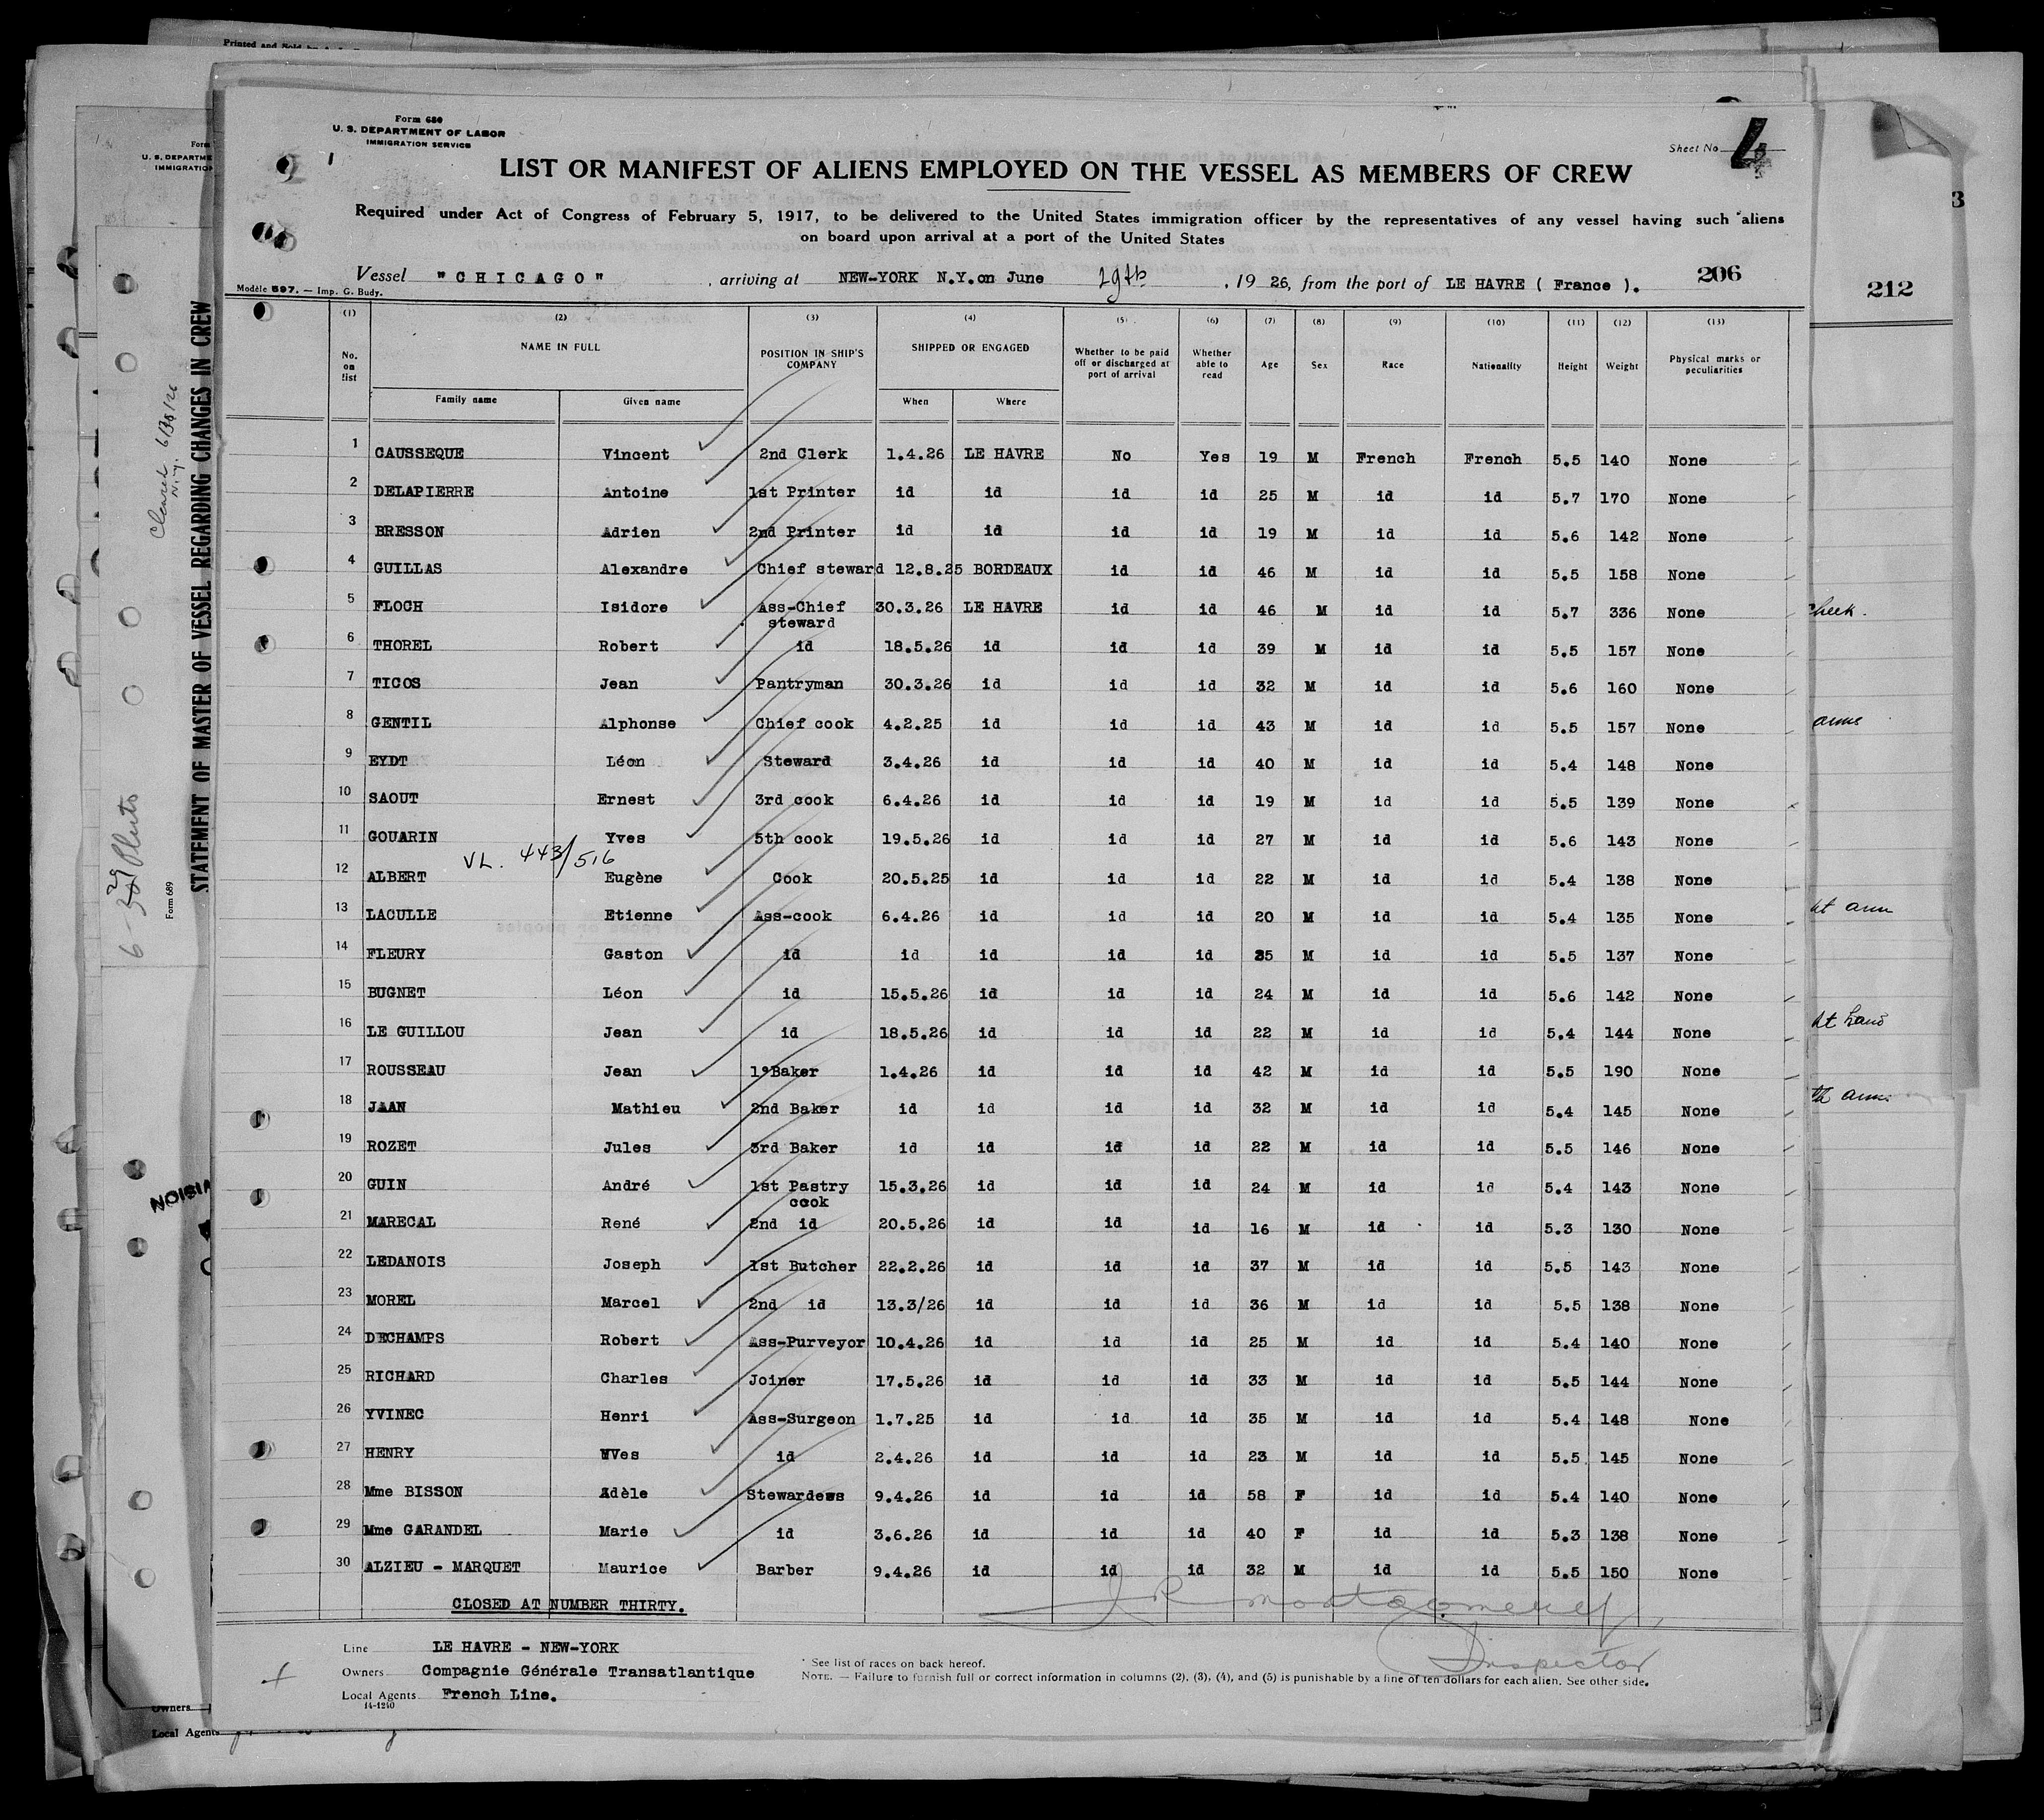 Printed and Sold by
Form 689
U. S. DEPARTMENT OF LABOR
IMMIGRATION SERVICE
Sheet No 4
LIST OR MANIFEST OF ALIENS EMPLOYED ON THE VESSEL AS MEMBERS OF CREW
Required under Act of Congress of February 5, 1917, to be delivered to the United States immigration officer by the representatives of any vessel having such aliens
on board upon arrival at a port of the United States
Vessel "CHICAGO", arriving at NEW-YORK N.Y. on June 29th, 1926, from the port of LE HAVRE ( France ). 206
Modèle 597. — Imp. G. Budy.
(1) (2) (3) (4) (5) (6) (7) (8) (9) (10) (11) (12) (13)
No. on list NAME IN FULL POSITION IN SHIP'S COMPANY SHIPPED OR ENGAGED Whether to be paid off or discharged at port of arrival Whether able to read Age Sex Race Nationality Height Weight Physical marks or peculiarities
Family name Given name When Where
1 CAUSSEQUE Vincent 2nd Clerk 1.4.26 LE HAVRE No Yes 19 M French French 5.5 140 None
2 DELAPIERRE Antoine 1st Printer id id id id 25 M id id 5.7 170 None
3 BRESSON Adrien 2nd Printer id id id id 19 M id id 5.6 142 None
4 GUILLAS Alexandre Chief steward 12.8.25 BORDEAUX id id 46 M id id 5.5 158 None
5 FLOCH Isidore Ass-Chief steward 30.3.26 LE HAVRE id id 46 M id id 5.7 336 None
6 THOREL Robert id 18.5.26 id id id 39 M id id 5.5 157 None
7 TICOS Jean Pantryman 30.3.26 id id id 32 M id id 5.6 160 None
8 GENTIL Alphonse Chief cook 4.2.25 id id id 43 M id id 5.5 157 None
9 EYDT Léon Steward 3.4.26 id id id 40 M id id 5.4 148 None
10 SAOUT Ernest 3rd cook 6.4.26 id id id 19 M id id 5.5 139 None
11 GOUARIN Yves 5th cook 19.5.26 id id id 27 M id id 5.6 143 None
VL. 443/516
12 ALBERT Eugène Cook 20.5.25 id id id 22 M id id 5.4 138 None
13 LACULLE Etienne Ass-cook 6.4.26 id id id 20 M id id 5.4 135 None
14 FLEURY Gaston id id id id id 35 M id id 5.5 137 None
15 BUGNET Léon id 15.5.26 id id id 24 M id id 5.6 142 None
16 LE GUILLOU Jean id 18.5.26 id id id 22 M id id 5.4 144 None
17 ROUSSEAU Jean 1°Baker 1.4.26 id id id 42 M id id 5.5 190 None
18 JAAN Mathieu 2nd Baker id id id id 32 M id id 5.4 145 None
19 ROZET Jules 3rd Baker id id id id 22 M id id 5.5 146 None
20 GUIN André 1st Pastry cook 15.3.26 id id id 24 M id id 5.4 143 None
21 MARECAL René 2nd id 20.5.26 id id id 16 M id id 5.3 130 None
22 LEDANOIS Joseph 1st Butcher 22.2.26 id id id 37 M id id 5.5 143 None
23 MOREL Marcel 2nd id 13.3/26 id id id 36 M id id 5.5 138 None
24 DECHAMPS Robert Ass-Purveyor 10.4.26 id id id 25 M id id 5.4 140 None
25 RICHARD Charles Joiner 17.5.26 id id id 33 M id id 5.5 144 None
26 YVINEC Henri Ass-Surgeon 1.7.25 id id id 35 M id id 5.4 148 None
27 HENRY Yves id 2.4.26 id id id 23 M id id 5.5 145 None
28 Mme BISSON Adèle Stewardess 9.4.26 id id id 58 F id id 5.4 140 None
29 Mme GARANDEL Marie id 3.6.26 id id id 40 F id id 5.3 138 None
30 ALZIEU - MARQUET Maurice Barber 9.4.26 id id id 32 M id id 5.5 150 None
CLOSED AT NUMBER THIRTY.
J R Montgomery
Inspector
Line LE HAVRE - NEW-YORK
Owners Compagnie Générale Transatlantique
Local Agents French Line.
14-1240
* See list of races on back hereof.
NOTE. — Failure to furnish full or correct information in columns (2), (3), (4), and (5) is punishable by a fine of ten dollars for each alien. See other side.
STATEMENT OF MASTER OF VESSEL REGARDING CHANGES IN CREW
Form 689
U. S. DEPARTME
IMMIGRATION
Owners
Local Agents
212
3
cheek.
arms